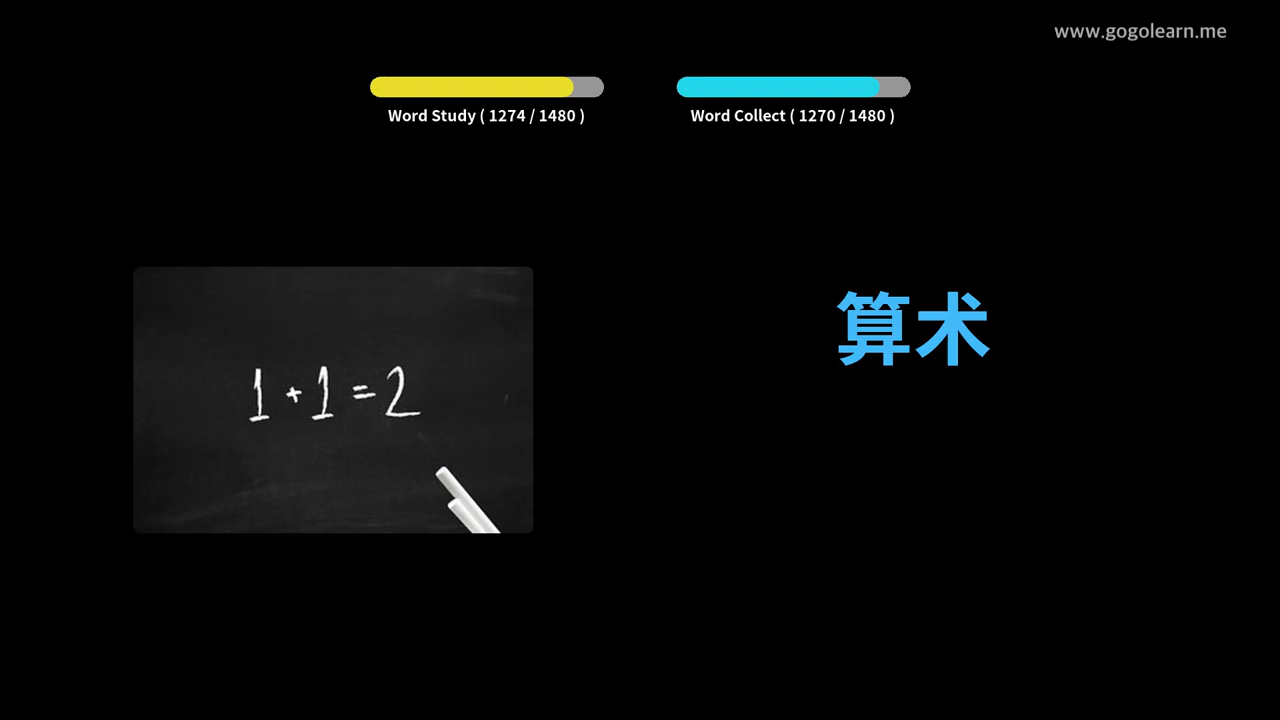 www.gogolearn.me
Word Study ( 1274 / 1480 )
Word Collect ( 1270 / 1480 )
算术
1 + 1 = 2